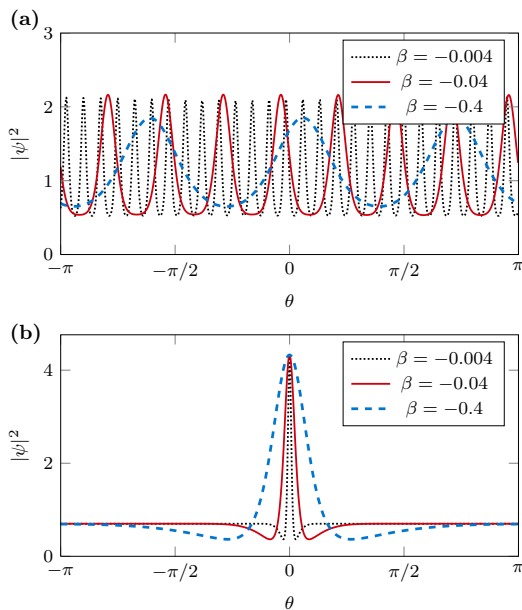 (a)
3
2
1
0
|ψ|²
β = −0.004
β = −0.04
β = −0.4
−π
−π/2
0
π/2
π
θ
(b)
4
2
0
|ψ|²
β = −0.004
β = −0.04
β = −0.4
−π
−π/2
0
π/2
π
θ